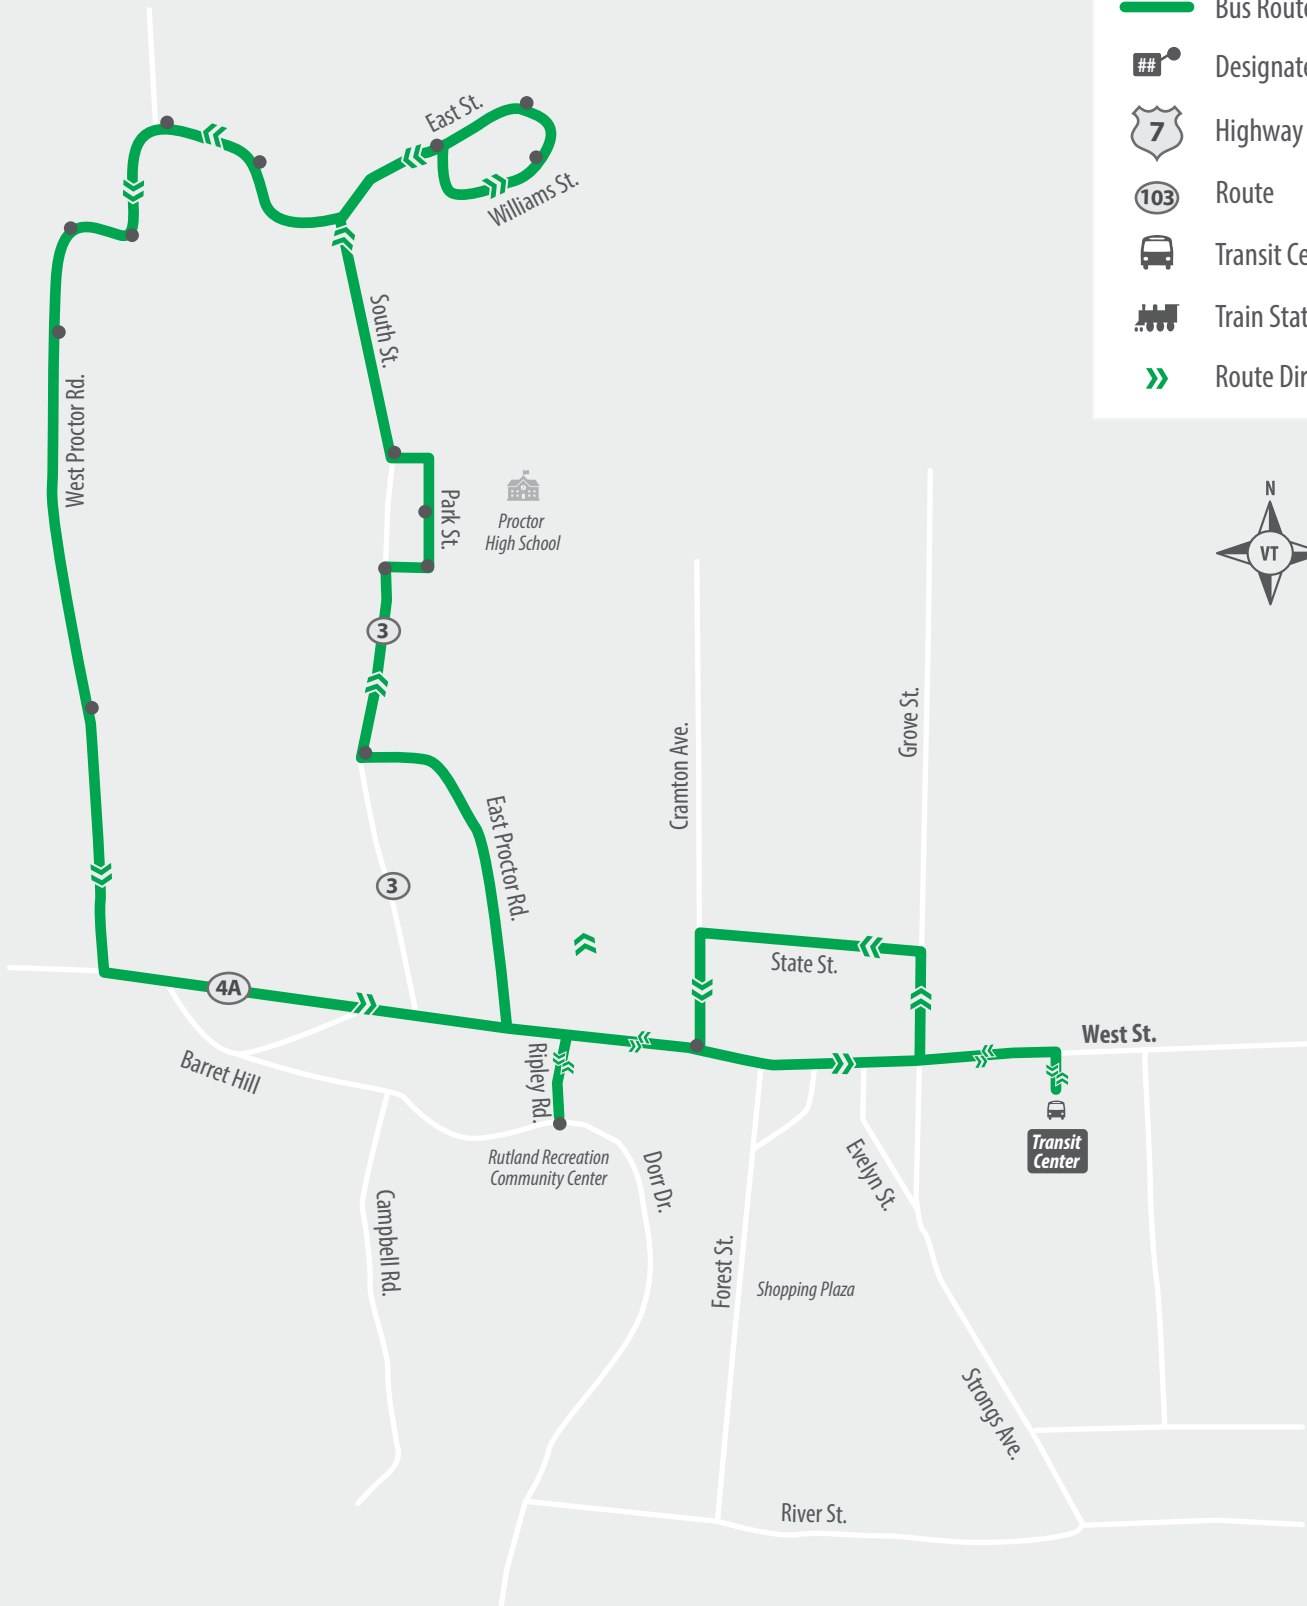 Bus Route
##
Designate
7
Highway
103
Route
Transit Ce
Train Stat
Route Dir
East St.
Williams St.
South St.
West Proctor Rd.
Park St.
Proctor
High School
N
VT
3
Cramton Ave.
Grove St.
East Proctor Rd.
3
State St.
4A
West St.
Barret Hill
Ripley Rd.
Transit
Center
Rutland Recreation
Community Center
Dorr Dr.
Evelyn St.
Campbell Rd.
Forest St.
Shopping Plaza
Strongs Ave.
River St.